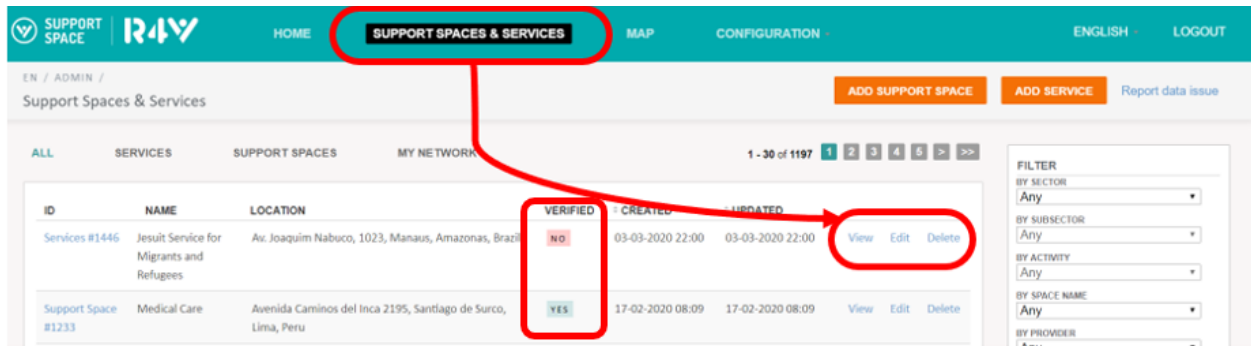 SUPPORT SPACE R4V HOME SUPPORT SPACES & SERVICES MAP CONFIGURATION ENGLISH LOGOUT
EN / ADMIN /
Support Spaces & Services ADD SUPPORT SPACE ADD SERVICE Report data issue
ALL SERVICES SUPPORT SPACES MY NETWORK 1 - 30 of 1197 1 2 3 4 5 > >>
ID NAME LOCATION VERIFIED CREATED UPDATED
Services #1446 Jesuit Service for Av. Joaquim Nabuco, 1023, Manaus, Amazonas, Brazil NO 03-03-2020 22:00 03-03-2020 22:00 View Edit Delete
Migrants and
Refugees
Support Space Medical Care Avenida Caminos del Inca 2195, Santiago de Surco, YES 17-02-2020 08:09 17-02-2020 08:09 View Edit Delete
#1233 Lima, Peru
FILTER
BY SECTOR
Any
BY SUBSECTOR
Any
BY ACTIVITY
Any
BY SPACE NAME
Any
BY PROVIDER